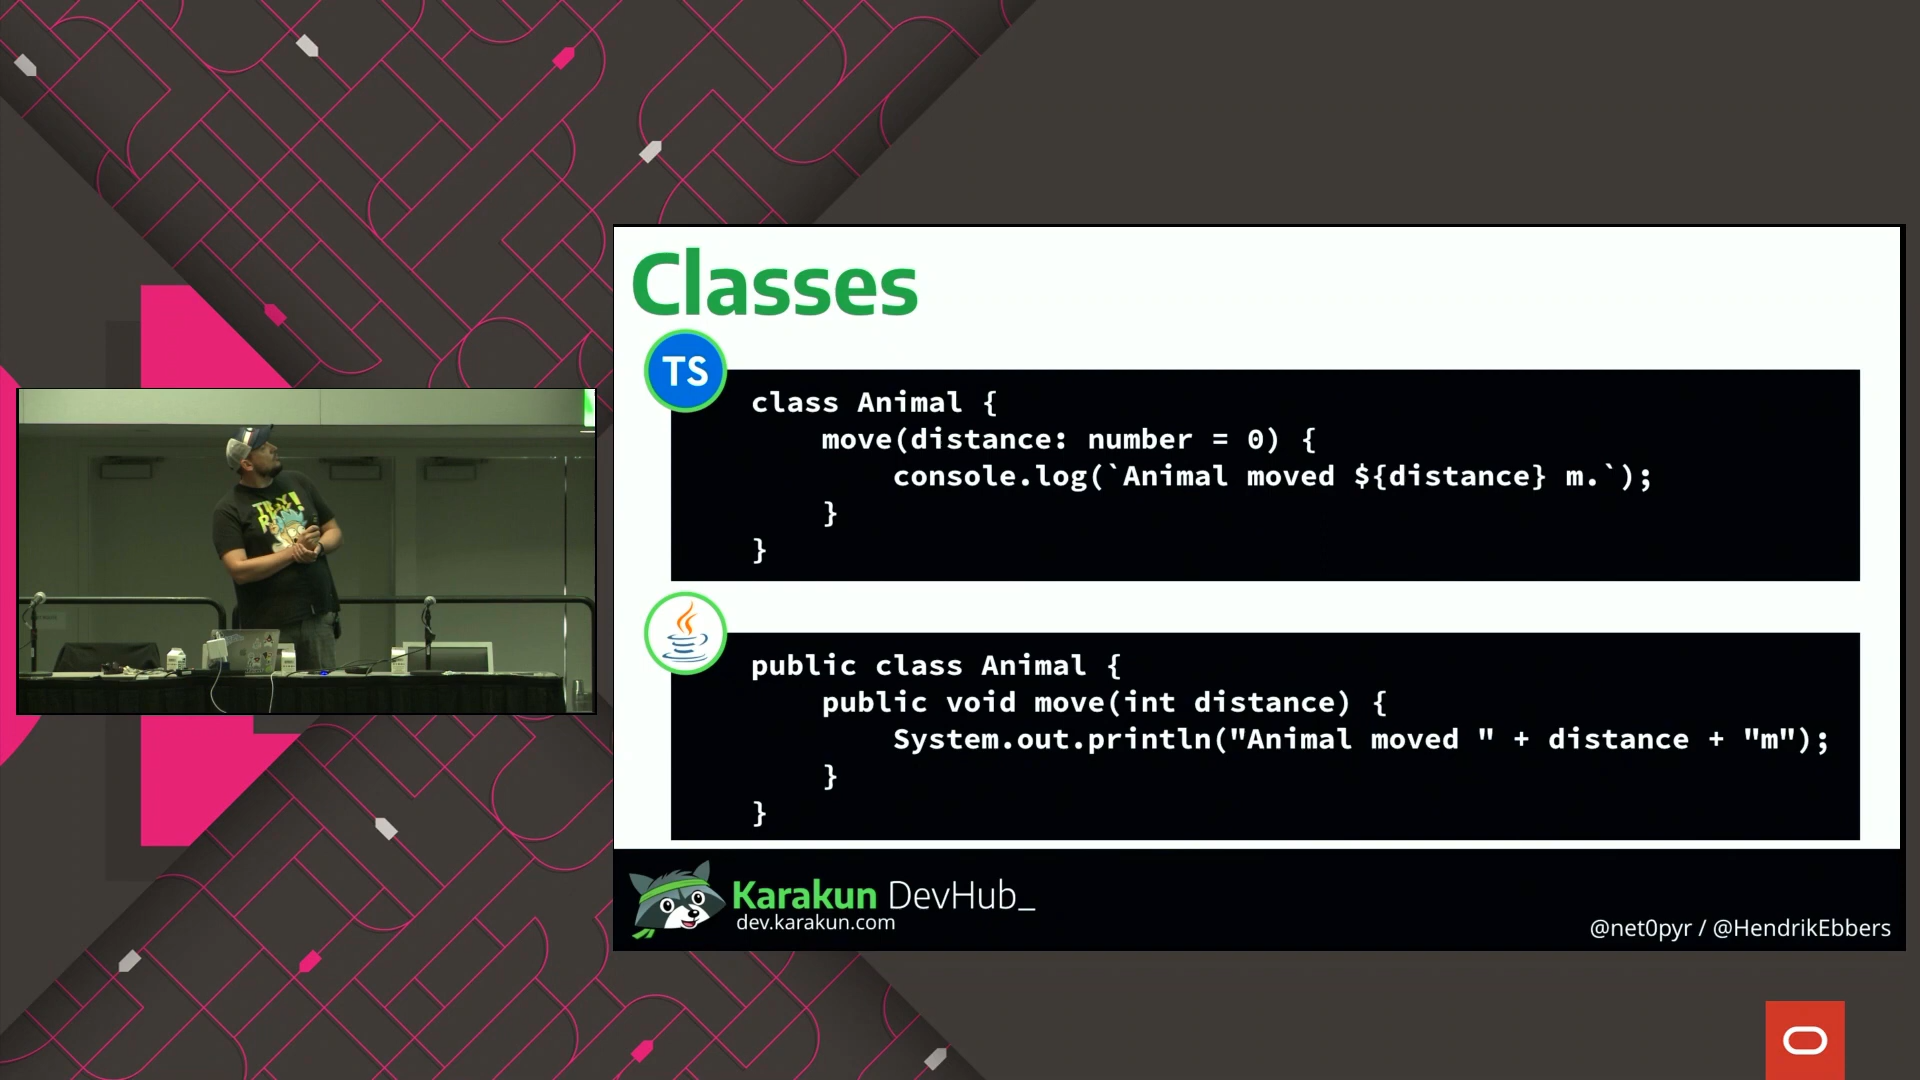 Classes
TS
class Animal {
move(distance: number = 0) {
console.log(`Animal moved ${distance} m.`);
}
}
public class Animal {
public void move(int distance) {
System.out.println("Animal moved " + distance + "m");
}
}
Karakun DevHub_
dev.karakun.com
@net0pyr / @HendrikEbbers